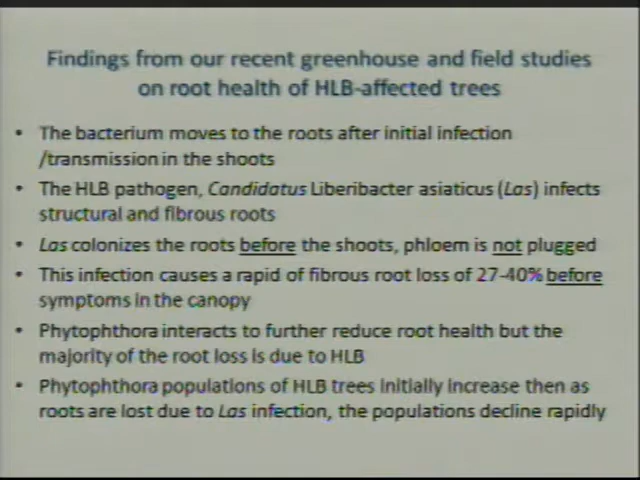 Findings from our recent greenhouse and field studies
on root health of HLB-affected trees
• The bacterium moves to the roots after initial infection
/transmission in the shoots
• The HLB pathogen, Candidatus Liberibacter asiaticus (Las) infects
structural and fibrous roots
• Las colonizes the roots before the shoots, phloem is not plugged
• This infection causes a rapid of fibrous root loss of 27-40% before
symptoms in the canopy
• Phytophthora interacts to further reduce root health but the
majority of the root loss is due to HLB
• Phytophthora populations of HLB trees initially increase then as
roots are lost due to Las infection, the populations decline rapidly